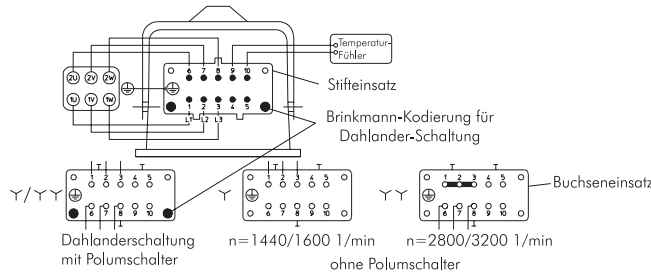 6 7 8 9 10
Temperatur-
Fühler
2U 2V 2W
Stifteinsatz
1U 1V 1W
1 2 3 4 5
L1 L2 L3
Brinkmann-Kodierung für
Dahlander-Schaltung
1 2 3 4 5
6 7 8 9 10
1 2 3 4 5
6 7 8 9 10
1 2 3 4 5
6 7 8 9 10
Buchseneinsatz
Dahlanderschaltung
mit Polumschalter
n=1440/1600 1/min
n=2800/3200 1/min
ohne Polumschalter